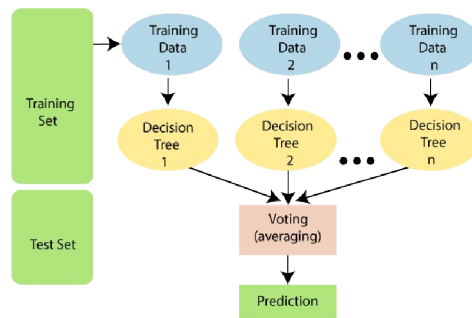 Training
Set
Test Set
Training
Data
1
Training
Data
2
Training
Data
n
Decision
Tree
1
Decision
Tree
2
Decision
Tree
n
Voting
(averaging)
Prediction